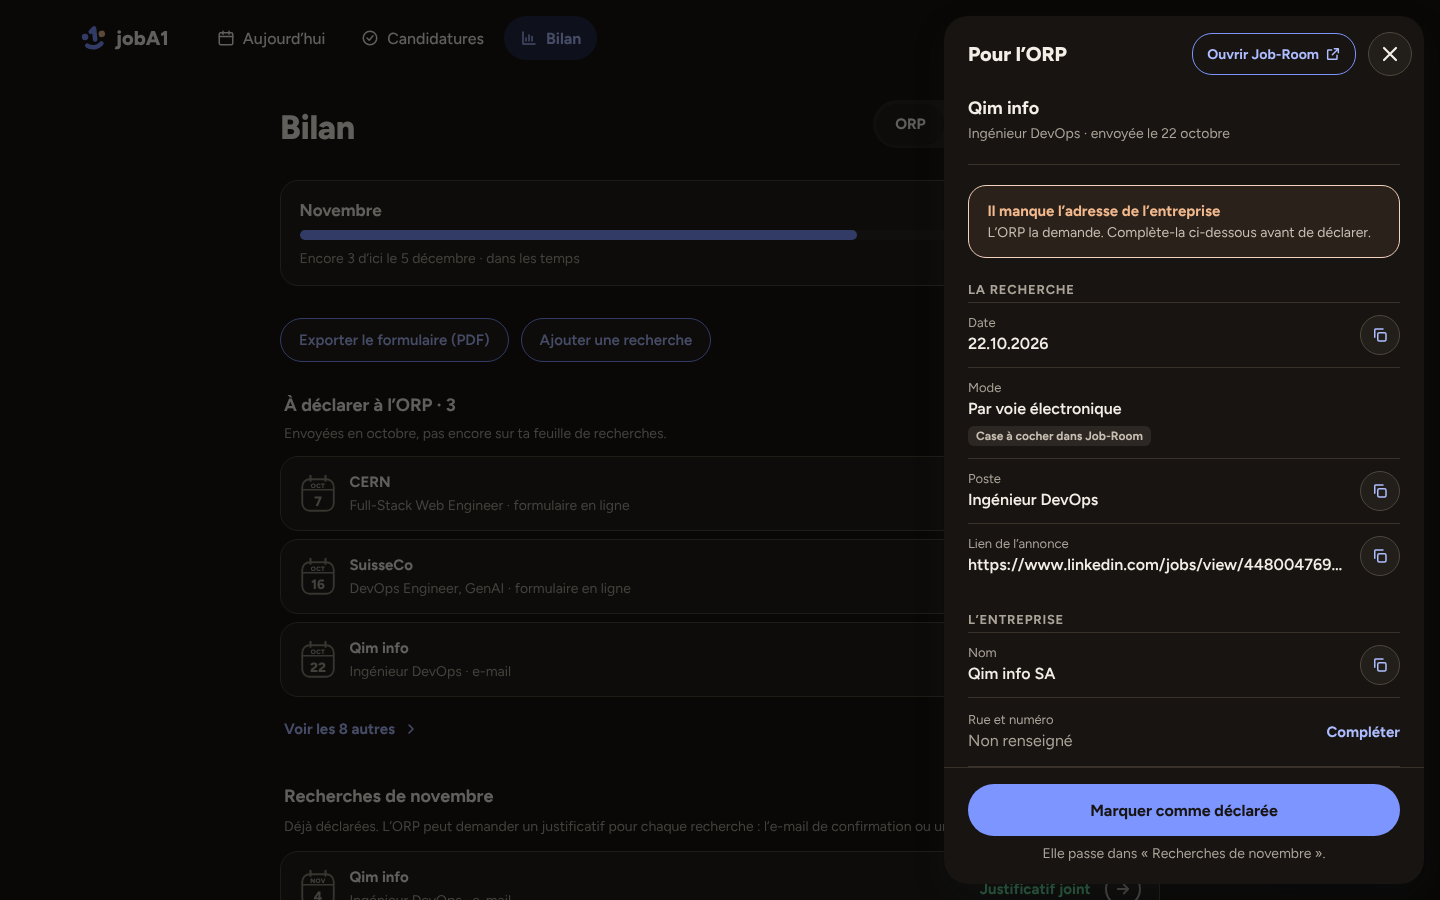 jobA1
Aujourd’hui
Candidatures
Bilan
Bilan
ORP
Novembre
Encore 3 d’ici le 5 décembre · dans les temps
Exporter le formulaire (PDF)
Ajouter une recherche
À déclarer à l’ORP · 3
Envoyées en octobre, pas encore sur ta feuille de recherches.
OCT
7
CERN
Full-Stack Web Engineer · formulaire en ligne
OCT
16
SuisseCo
DevOps Engineer, GenAI · formulaire en ligne
OCT
22
Qim info
Ingénieur DevOps · e-mail
Voir les 8 autres
Recherches de novembre
Déjà déclarées. L’ORP peut demander un justificatif pour chaque recherche : l’e-mail de confirmation ou
NOV
4
Qim info
Ingénieur DevOps · e-mail
Justificatif joint
Pour l’ORP
Ouvrir Job-Room
Qim info
Ingénieur DevOps · envoyée le 22 octobre
Il manque l’adresse de l’entreprise
L’ORP la demande. Complète-la ci-dessous avant de déclarer.
LA RECHERCHE
Date
22.10.2026
Mode
Par voie électronique
Case à cocher dans Job-Room
Poste
Ingénieur DevOps
Lien de l’annonce
https://www.linkedin.com/jobs/view/448004769...
L’ENTREPRISE
Nom
Qim info SA
Rue et numéro
Non renseigné
Compléter
Marquer comme déclarée
Elle passe dans « Recherches de novembre ».